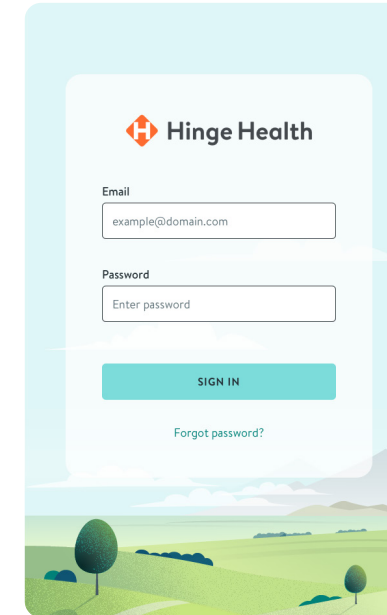 Hinge Health
Email
example@domain.com
Password
Enter password
SIGN IN
Forgot password?